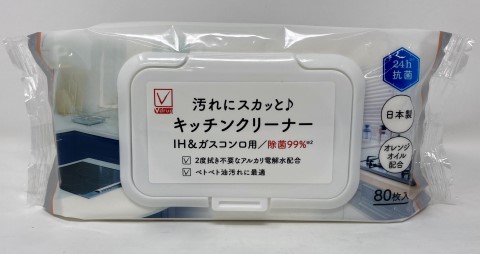 Value
汚れにスカッと♪
キッチンクリーナー
IH&ガスコンロ用/除菌99%※2
2度拭き不要なアルカリ電解水配合
ベトベト油汚れに最適
24h
抗菌
日本製
オレンジ
オイル
配合
80枚入